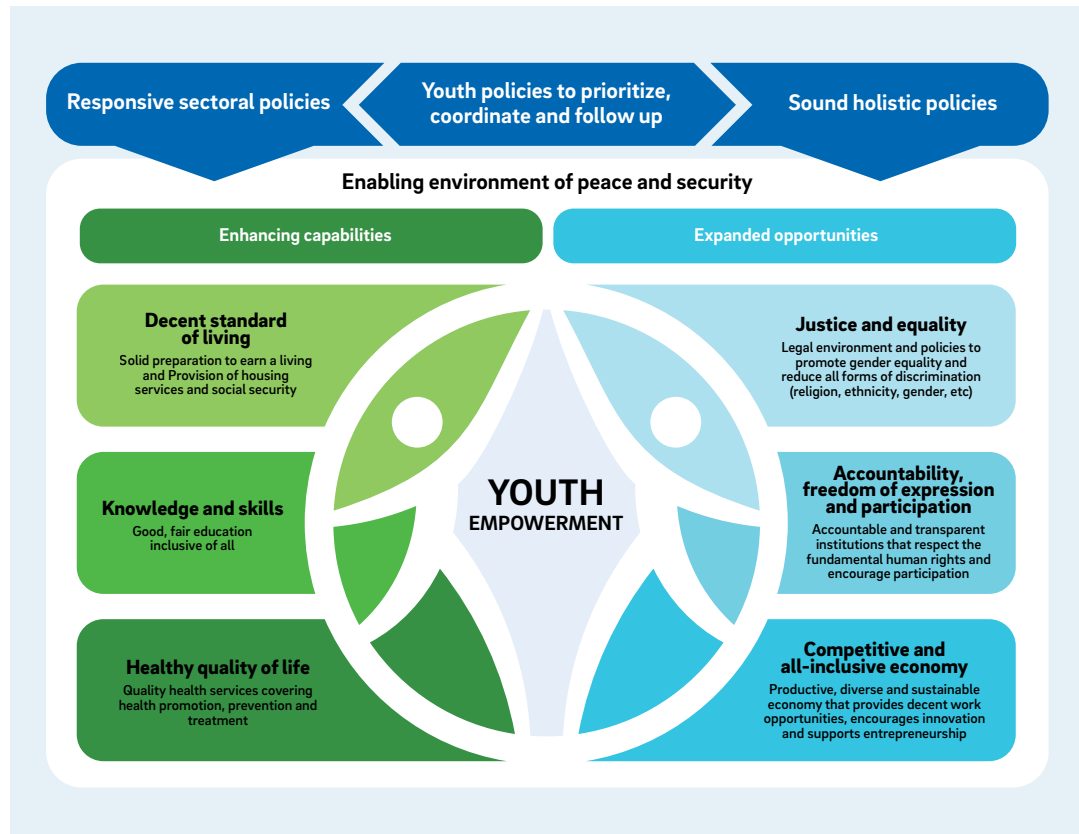 Responsive sectoral policies
Youth policies to prioritize,
coordinate and follow up
Sound holistic policies
Enabling environment of peace and security
Enhancing capabilities
Expanded opportunities
Decent standard
of living
Solid preparation to earn a living
and Provision of housing
services and social security
Justice and equality
Legal environment and policies to
promote gender equality and
reduce all forms of discrimination
(religion, ethnicity, gender, etc)
Knowledge and skills
Good, fair education
inclusive of all
YOUTH
EMPOWERMENT
Accountability,
freedom of expression
and participation
Accountable and transparent
institutions that respect the
fundamental human rights and
encourage participation
Healthy quality of life
Quality health services covering
health promotion, prevention and
treatment
Competitive and
all-inclusive economy
Productive, diverse and sustainable
economy that provides decent work
opportunities, encourages innovation
and supports entrepreneurship